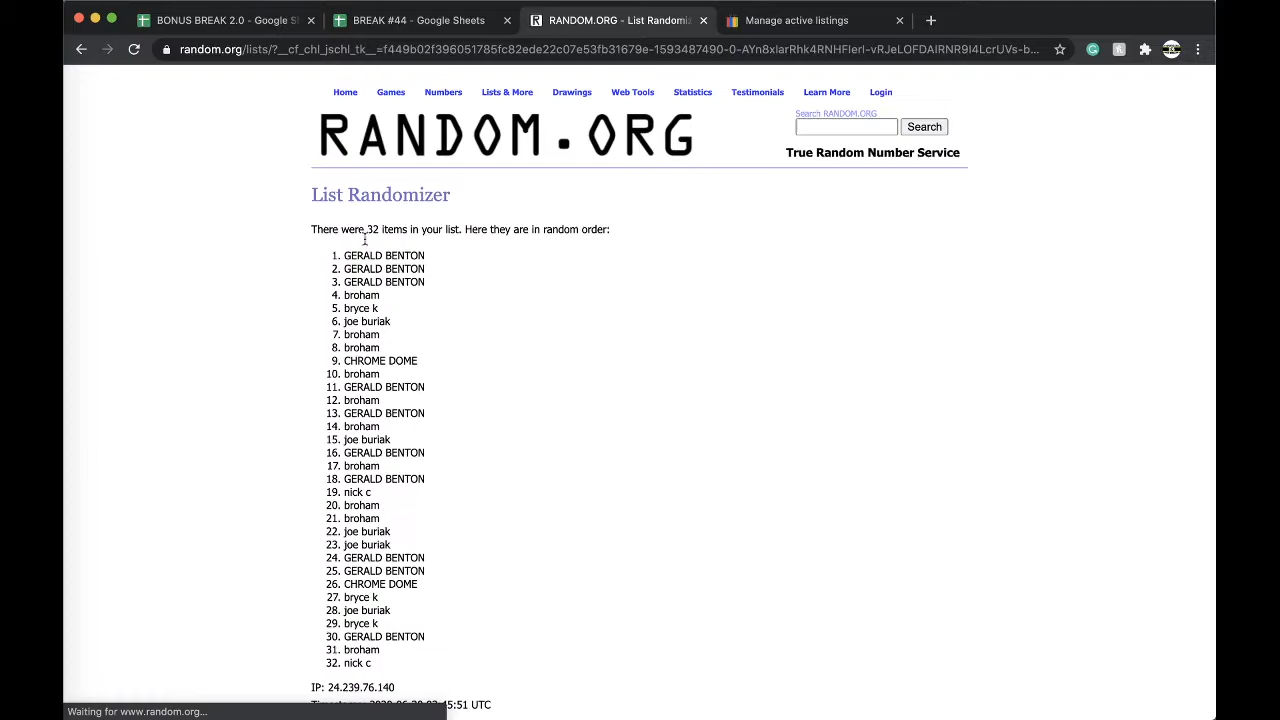 BONUS BREAK 2.0 - Google S
BREAK #44 - Google Sheets
RANDOM.ORG - List Randomiz
Manage active listings
random.org/lists/?__cf_chl_jschl_tk__=f449b02f396051785fc82ede22c07e53fb31679e-1593487490-0-AYn8xlarRhk4RNHFlerl-vRJeLOFDAIRNR9I4LcrUVs-b...
Home Games Numbers Lists & More Drawings Web Tools Statistics Testimonials Learn More Login
Search RANDOM.ORG
RANDOM.ORG
Search
True Random Number Service
List Randomizer
There were 32 items in your list. Here they are in random order:
1. GERALD BENTON
2. GERALD BENTON
3. GERALD BENTON
4. broham
5. bryce k
6. joe buriak
7. broham
8. broham
9. CHROME DOME
10. broham
11. GERALD BENTON
12. broham
13. GERALD BENTON
14. broham
15. joe buriak
16. GERALD BENTON
17. broham
18. GERALD BENTON
19. nick c
20. broham
21. broham
22. joe buriak
23. joe buriak
24. GERALD BENTON
25. GERALD BENTON
26. CHROME DOME
27. bryce k
28. joe buriak
29. bryce k
30. GERALD BENTON
31. broham
32. nick c
IP: 24.239.76.140
45:51 UTC
Waiting for www.random.org...